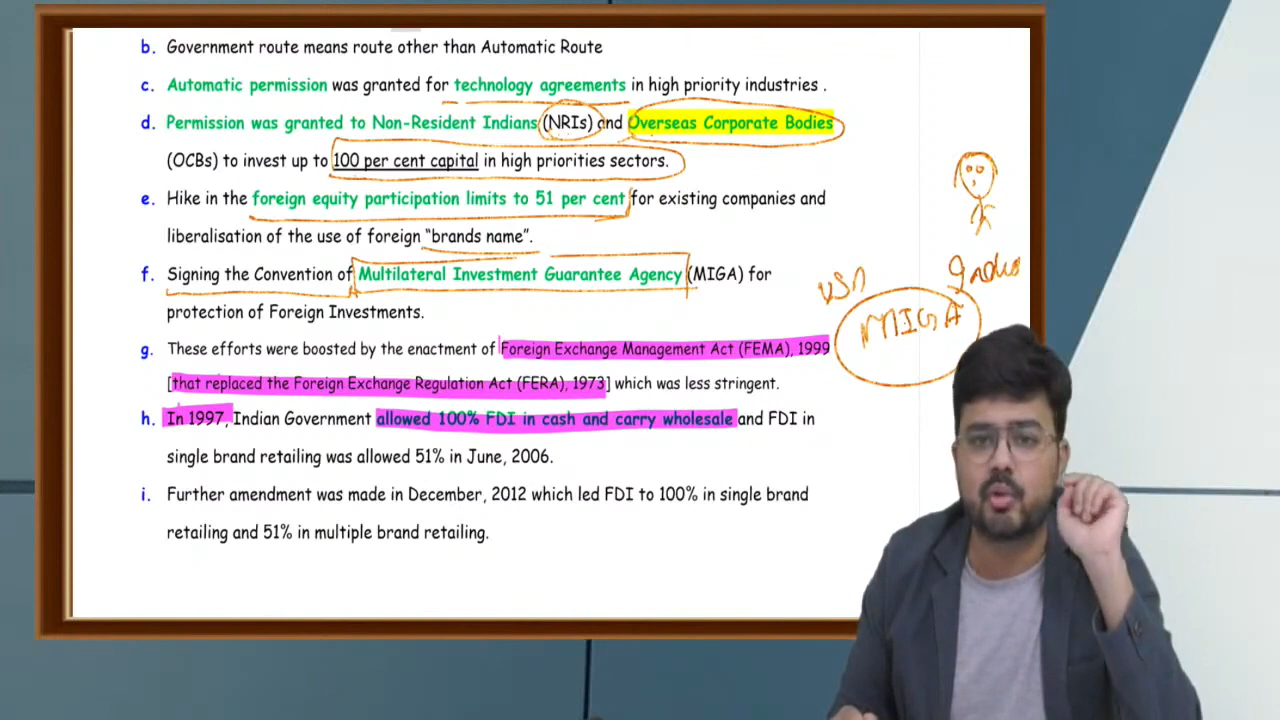 b. Government route means route other than Automatic Route
c. Automatic permission was granted for technology agreements in high priority industries .
d. Permission was granted to Non-Resident Indians (NRIs) and Overseas Corporate Bodies
(OCBs) to invest up to 100 per cent capital in high priorities sectors.
e. Hike in the foreign equity participation limits to 51 per cent for existing companies and
liberalisation of the use of foreign “brands name”.
f. Signing the Convention of Multilateral Investment Guarantee Agency (MIGA) for
protection of Foreign Investments.
USA
India
MIGA
g. These efforts were boosted by the enactment of Foreign Exchange Management Act (FEMA), 1999
[that replaced the Foreign Exchange Regulation Act (FERA), 1973] which was less stringent.
h. In 1997, Indian Government allowed 100% FDI in cash and carry wholesale and FDI in
single brand retailing was allowed 51% in June, 2006.
i. Further amendment was made in December, 2012 which led FDI to 100% in single brand
retailing and 51% in multiple brand retailing.